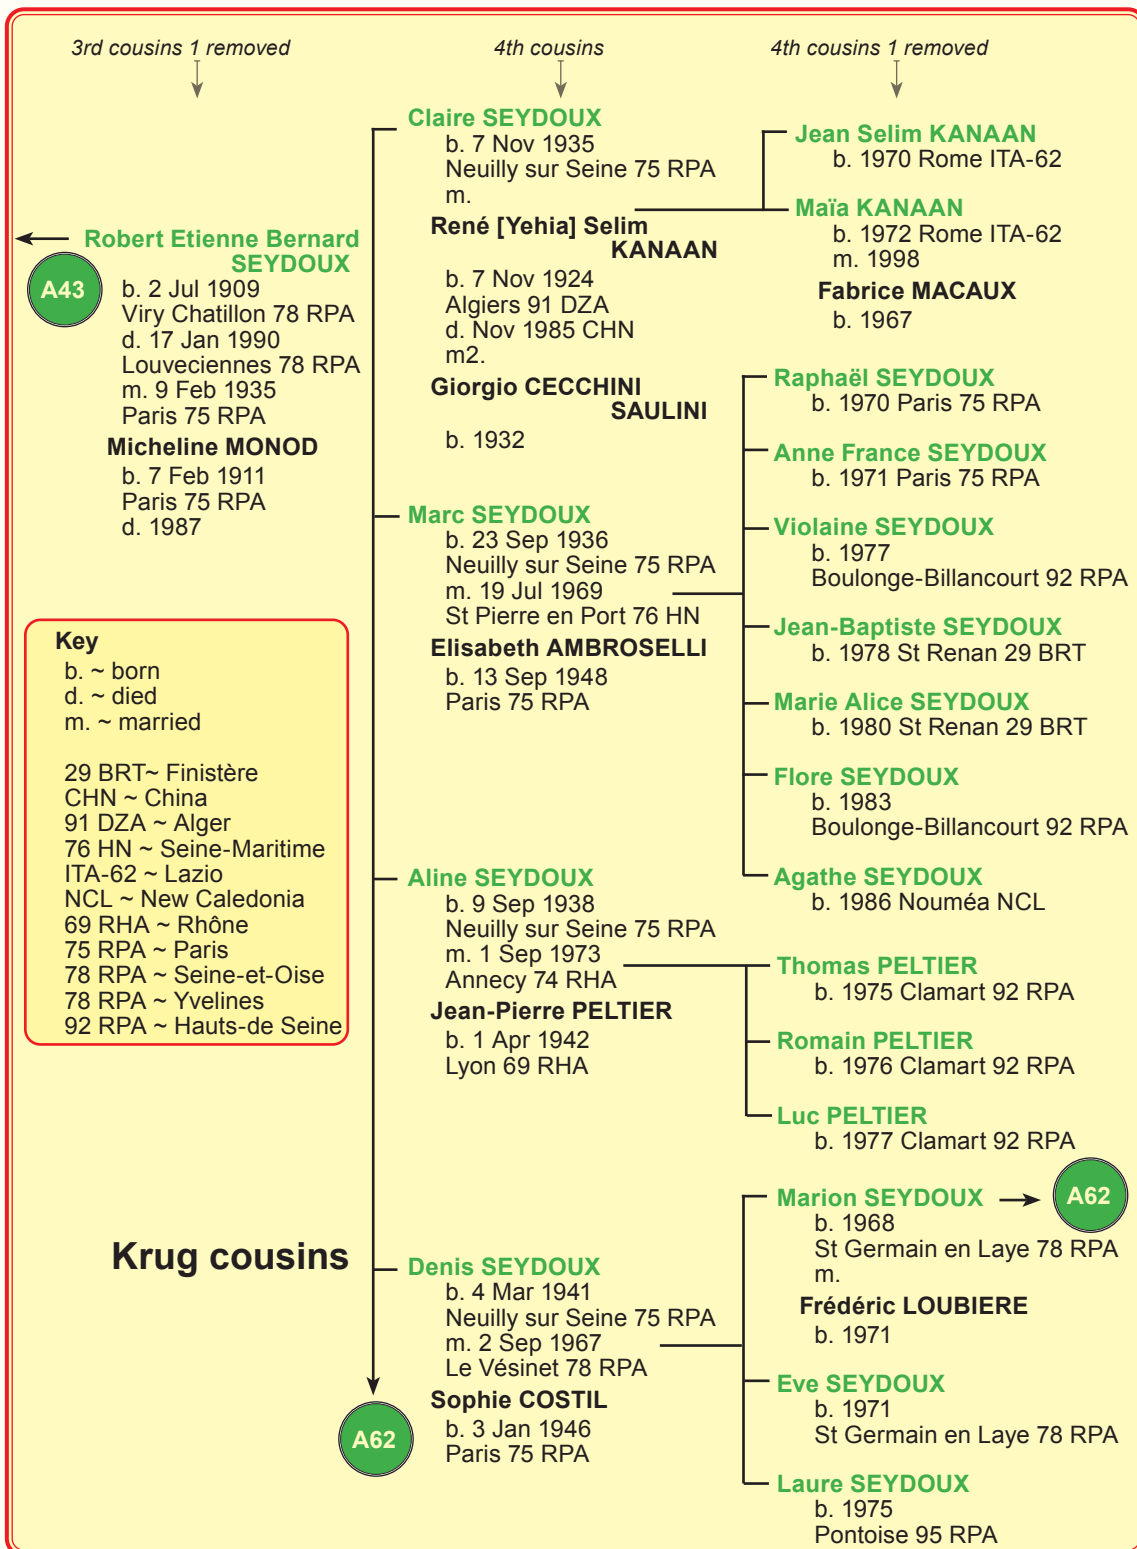 3rd cousins 1 removed
4th cousins
4th cousins 1 removed
Robert Etienne Bernard
SEYDOUX
A43
b. 2 Jul 1909
Viry Chatillon 78 RPA
d. 17 Jan 1990
Louveciennes 78 RPA
m. 9 Feb 1935
Paris 75 RPA
Micheline MONOD
b. 7 Feb 1911
Paris 75 RPA
d. 1987
Key
b. ~ born
d. ~ died
m. ~ married
29 BRT~ Finistère
CHN ~ China
91 DZA ~ Alger
76 HN ~ Seine-Maritime
ITA-62 ~ Lazio
NCL ~ New Caledonia
69 RHA ~ Rhône
75 RPA ~ Paris
78 RPA ~ Seine-et-Oise
78 RPA ~ Yvelines
92 RPA ~ Hauts-de Seine
Krug cousins
A62
Claire SEYDOUX
b. 7 Nov 1935
Neuilly sur Seine 75 RPA
m.
René [Yehia] Selim
KANAAN
b. 7 Nov 1924
Algiers 91 DZA
d. Nov 1985 CHN
m2.
Giorgio CECCHINI
SAULINI
b. 1932
Marc SEYDOUX
b. 23 Sep 1936
Neuilly sur Seine 75 RPA
m. 19 Jul 1969
St Pierre en Port 76 HN
Elisabeth AMBROSELLI
b. 13 Sep 1948
Paris 75 RPA
Aline SEYDOUX
b. 9 Sep 1938
Neuilly sur Seine 75 RPA
m. 1 Sep 1973
Annecy 74 RHA
Jean-Pierre PELTIER
b. 1 Apr 1942
Lyon 69 RHA
Denis SEYDOUX
b. 4 Mar 1941
Neuilly sur Seine 75 RPA
m. 2 Sep 1967
Le Vésinet 78 RPA
Sophie COSTIL
b. 3 Jan 1946
Paris 75 RPA
Jean Selim KANAAN
b. 1970 Rome ITA-62
Maïa KANAAN
b. 1972 Rome ITA-62
m. 1998
Fabrice MACAUX
b. 1967
Raphaël SEYDOUX
b. 1970 Paris 75 RPA
Anne France SEYDOUX
b. 1971 Paris 75 RPA
Violaine SEYDOUX
b. 1977
Boulonge-Billancourt 92 RPA
Jean-Baptiste SEYDOUX
b. 1978 St Renan 29 BRT
Marie Alice SEYDOUX
b. 1980 St Renan 29 BRT
Flore SEYDOUX
b. 1983
Boulonge-Billancourt 92 RPA
Agathe SEYDOUX
b. 1986 Nouméa NCL
Thomas PELTIER
b. 1975 Clamart 92 RPA
Romain PELTIER
b. 1976 Clamart 92 RPA
Luc PELTIER
b. 1977 Clamart 92 RPA
Marion SEYDOUX
A62
b. 1968
St Germain en Laye 78 RPA
m.
Frédéric LOUBIERE
b. 1971
Eve SEYDOUX
b. 1971
St Germain en Laye 78 RPA
Laure SEYDOUX
b. 1975
Pontoise 95 RPA